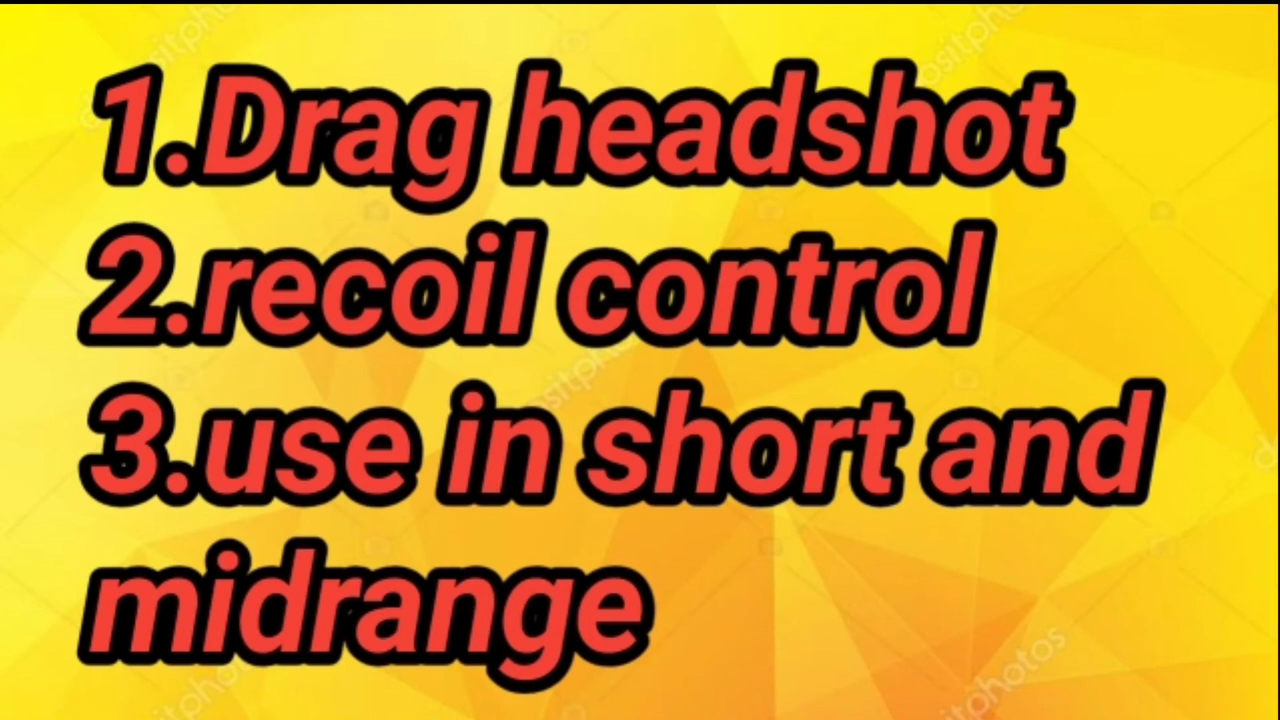 1.Drag headshot
2.recoil control
3.use in short and
midrange